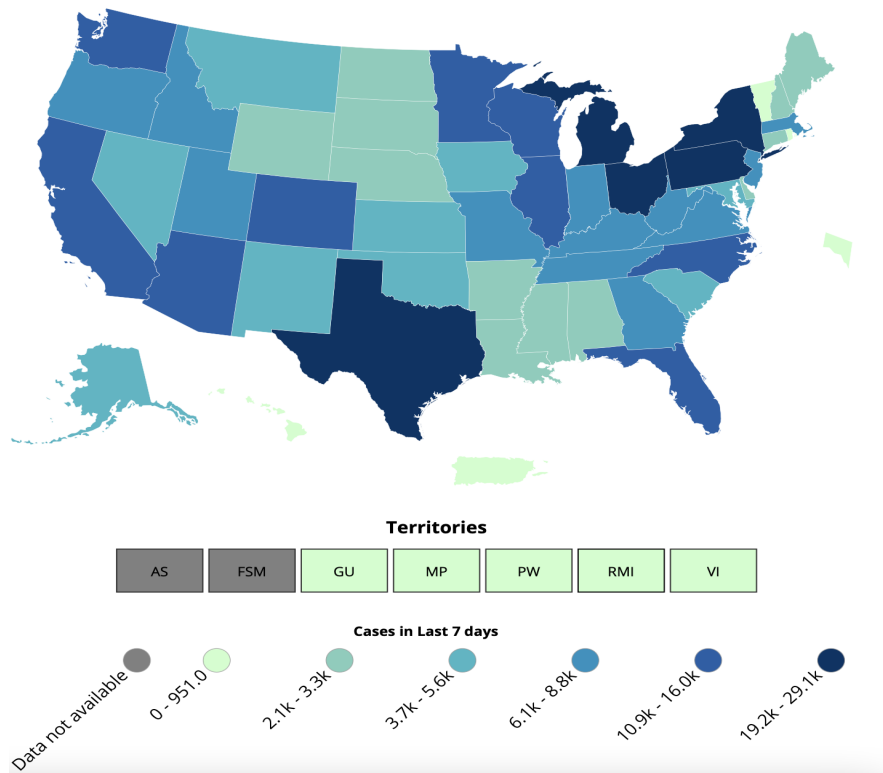 Territories
AS FSM GU MP PW RMI VI
Cases in Last 7 days
Data not available
0 - 951.0
2.1k - 3.3k
3.7k - 5.6k
6.1k - 8.8k
10.9k - 16.0k
19.2k - 29.1k